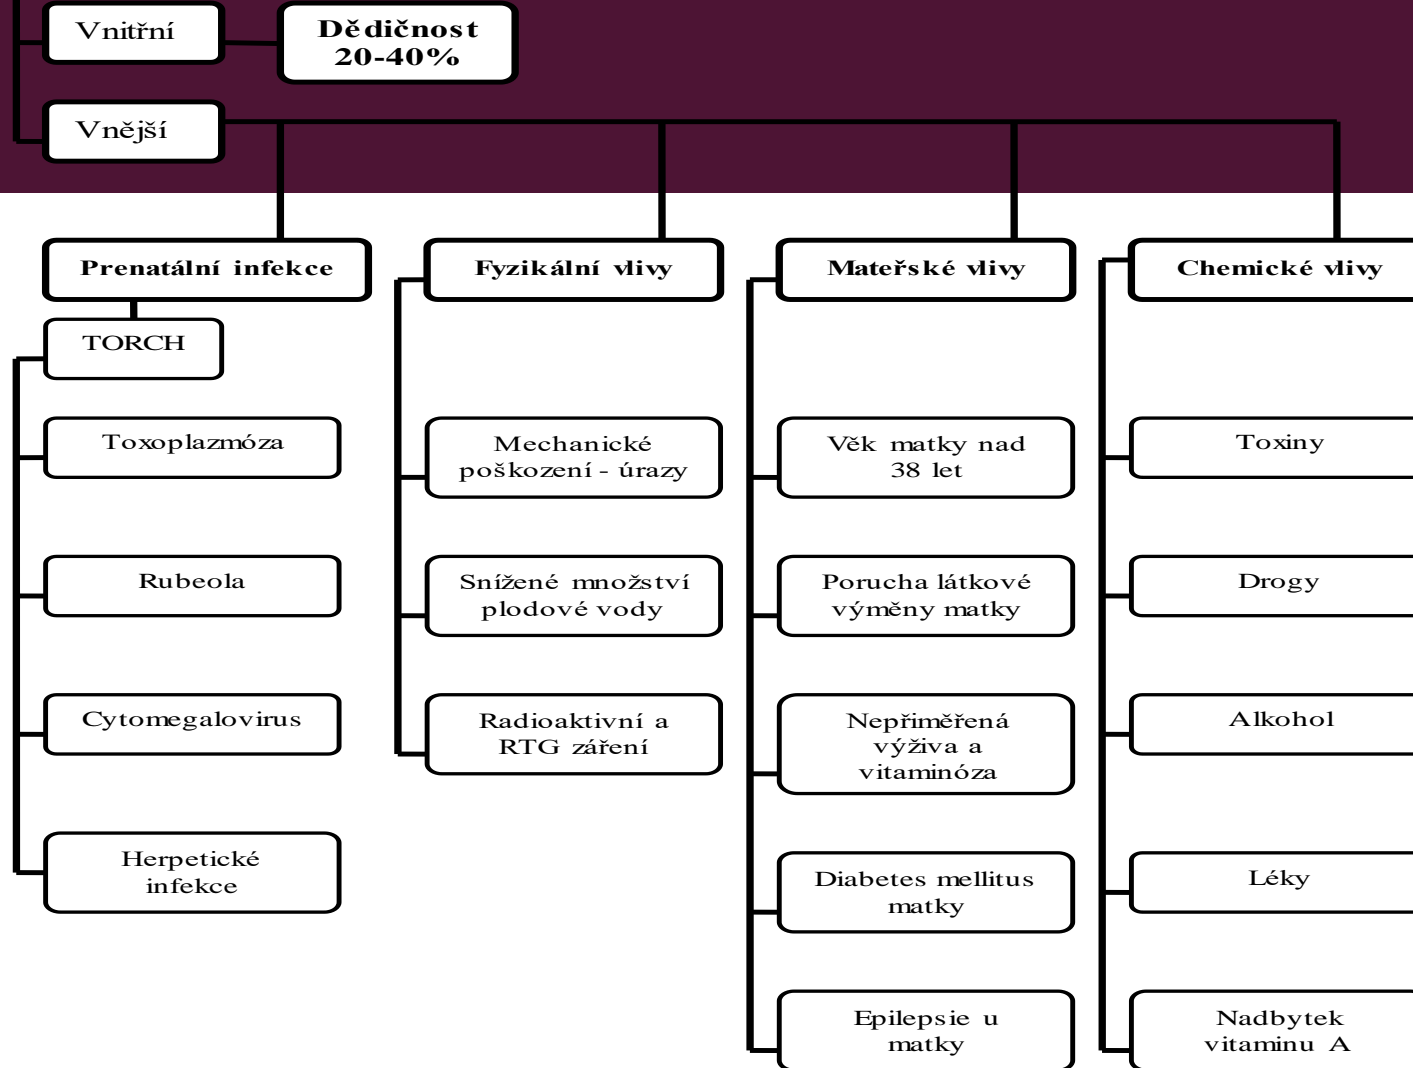 Vnitřní
Dědičnost
20-40%
Vnější
Prenatální infekce
TORCH
Toxoplazmóza
Rubeola
Cytomegalovirus
Herpetické
infekce
Fyzikální vlivy
Mechanické
poškození - úrazy
Snížené množství
plodové vody
Radioaktivní a
RTG záření
Mateřské vlivy
Věk matky nad
38 let
Porucha látkové
výměny matky
Nepřiměřená
výživa a
vitaminóza
Diabetes mellitus
matky
Epilepsie u
matky
Chemické vlivy
Toxiny
Drogy
Alkohol
Léky
Nadbytek
vitaminu A